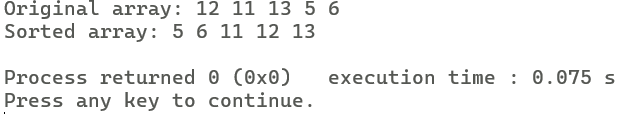 Original array: 12 11 13 5 6
Sorted array: 5 6 11 12 13
Process returned 0 (0x0)   execution time : 0.075 s
Press any key to continue.